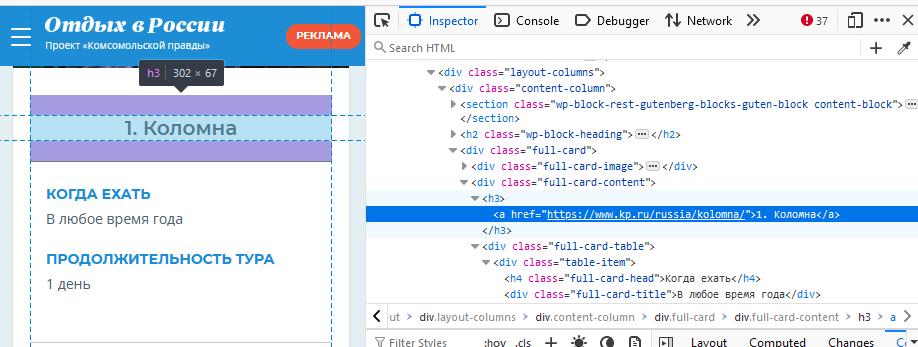 Отдых в России
Проект «Комсомольской правды»
РЕКЛАМА
h3 302 × 67
1. Коломна
КОГДА ЕХАТЬ
В любое время года
ПРОДОЛЖИТЕЛЬНОСТЬ ТУРА
1 день
Inspector Console Debugger Network 37
Search HTML
<div class="layout-columns">
<div class="content-column">
<section class="wp-block-rest-gutenberg-blocks-guten-block content-block">
</section>
<h2 class="wp-block-heading"></h2>
<div class="full-card">
<div class="full-card-image"></div>
<div class="full-card-content">
<h3>
<a href="https://www.kp.ru/russia/kolomna/">1. Коломна</a>
</h3>
<div class="full-card-table">
<div class="table-item">
<h4 class="full-card-head">Когда ехать</h4>
<div class="full-card-title">В любое время года</div>
ut > div.layout-columns > div.content-column > div.full-card > div.full-card-content > h3 > a
Filter Styles :hov .cls + Layout Computed Changes